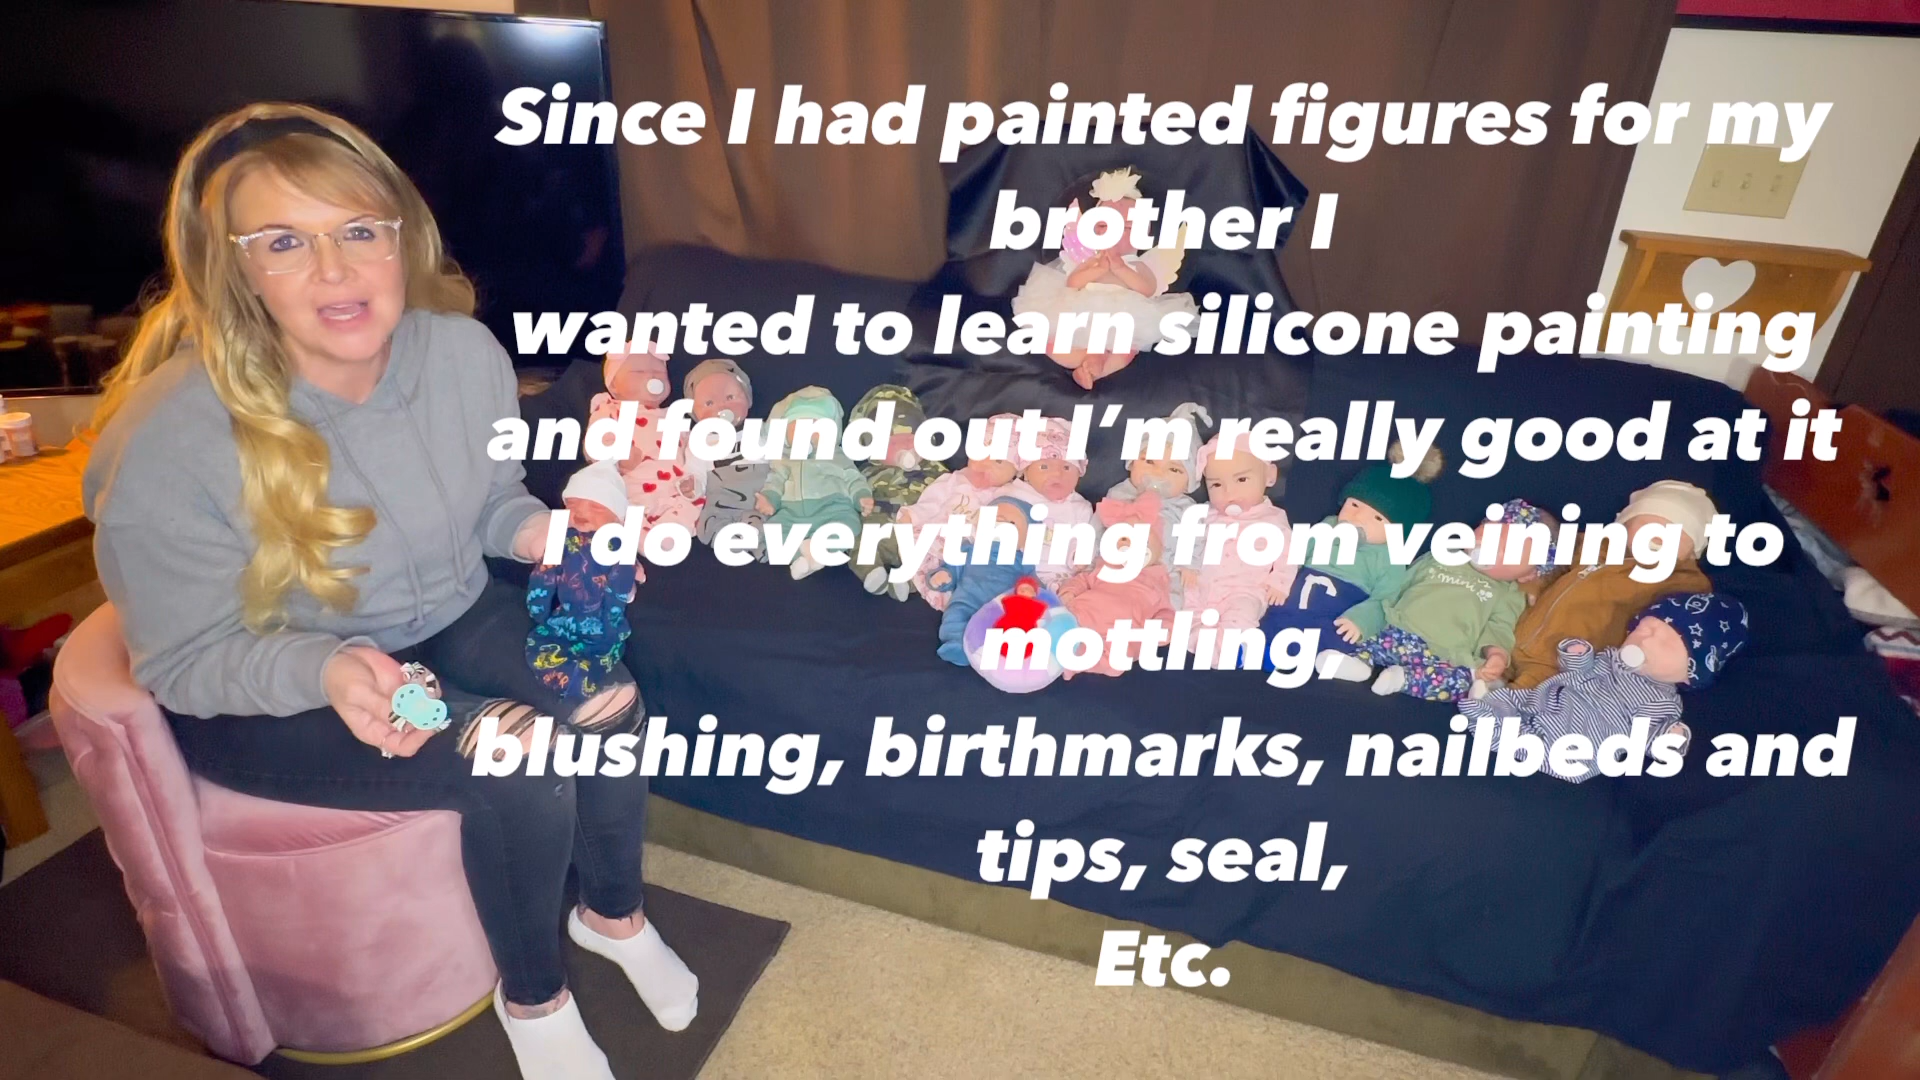 Since I had painted figures for my
brother I
wanted to learn silicone painting
and found out I’m really good at it
I do everything from veining to
mottling,
blushing, birthmarks, nailbeds and
tips, seal,
Etc.
mini